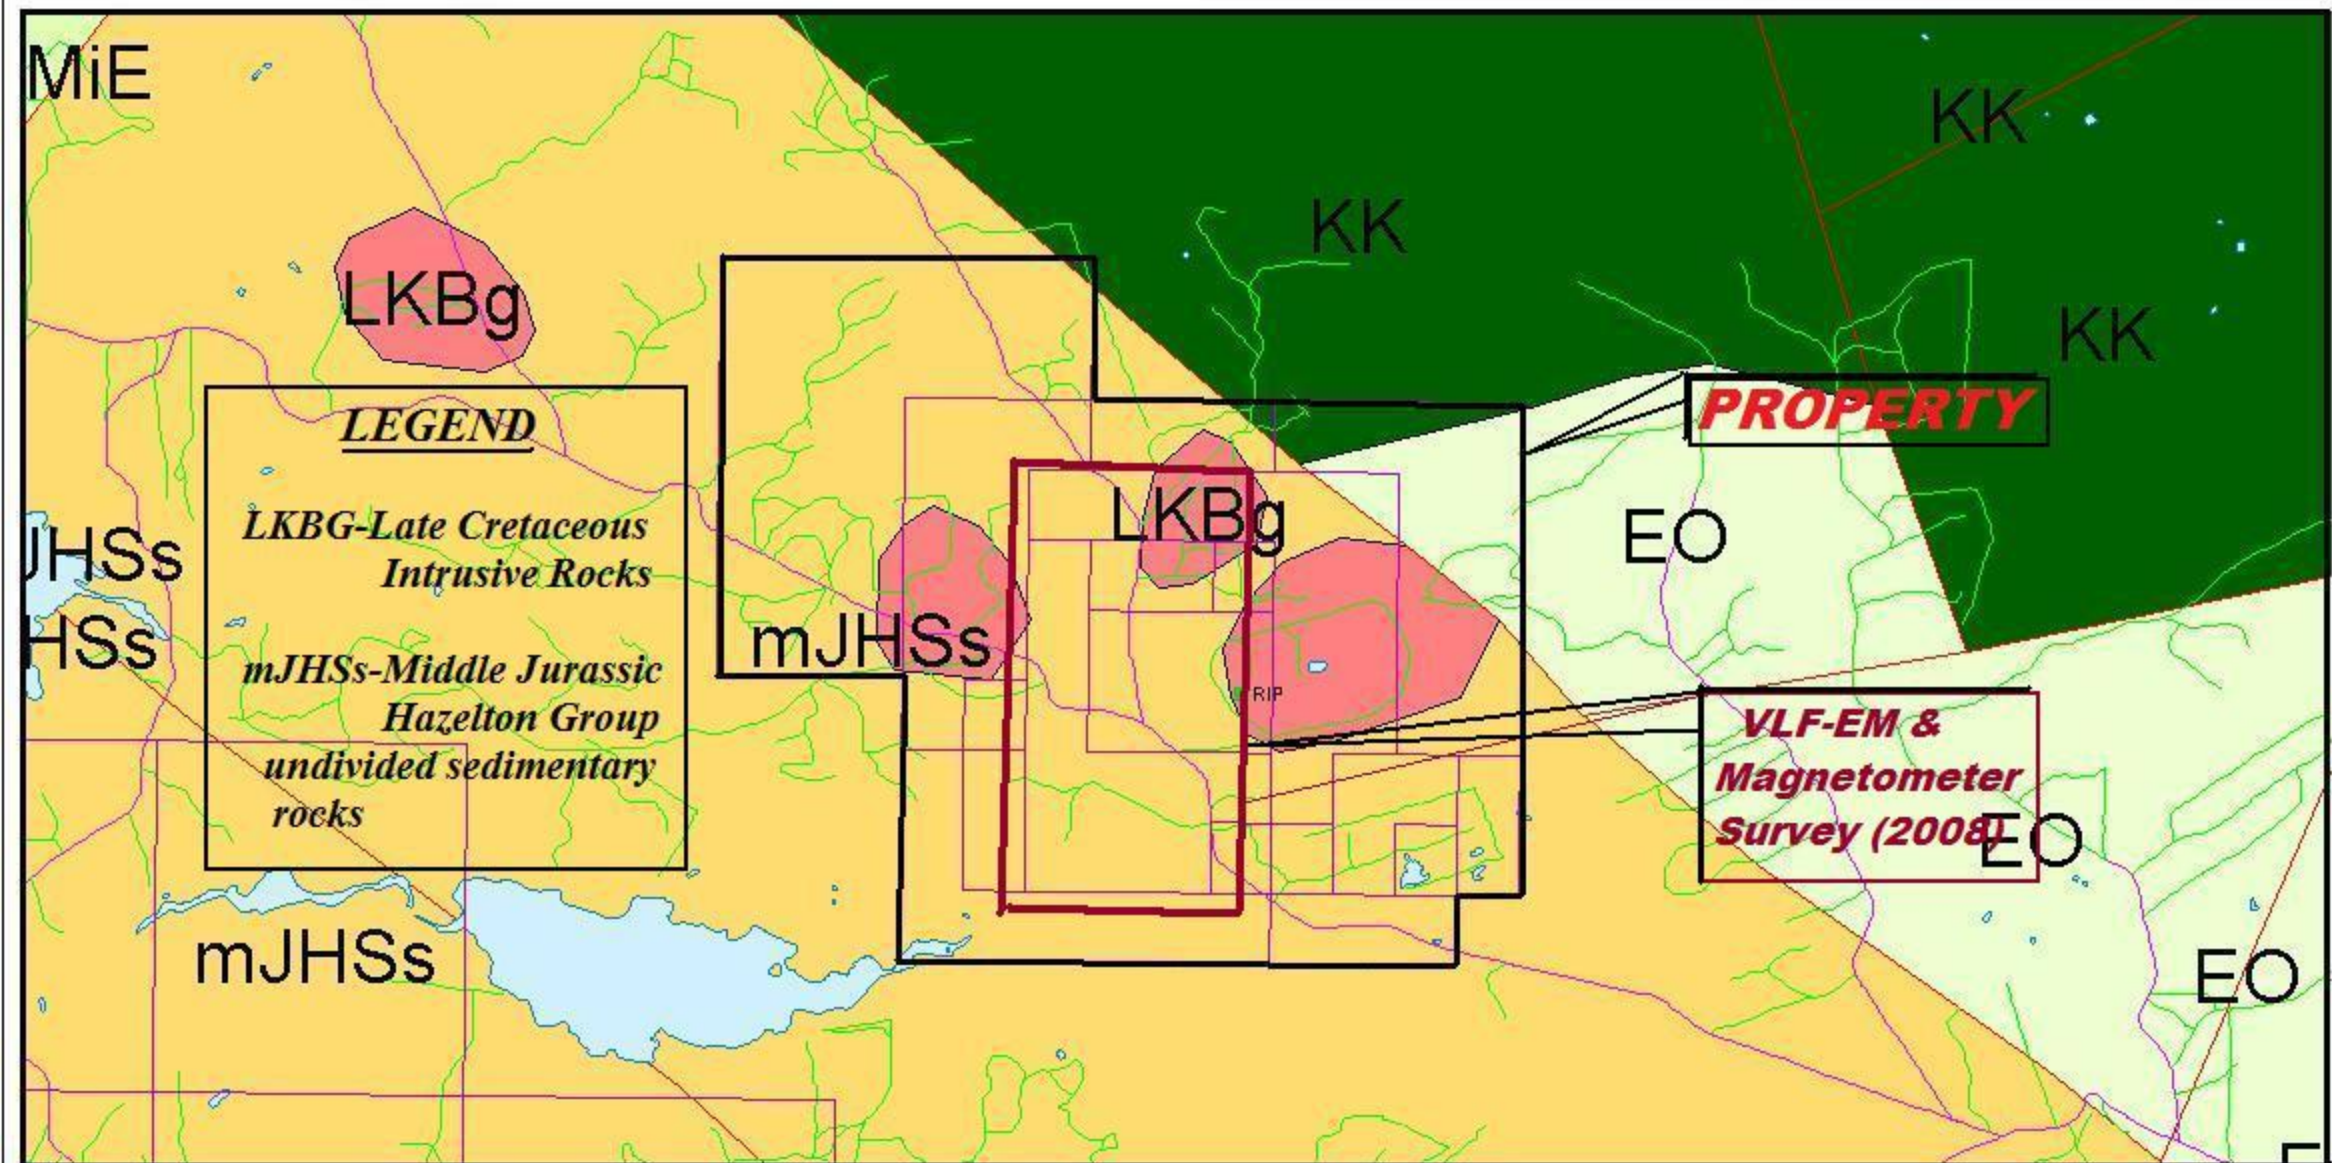 MiE
KK
KK
LKBg
KK
PROPERTY
LEGEND
LKBg
EO
LKBG-Late Cretaceous
Intrusive Rocks
JHSs
HSs
mJHSs
mJHSs-Middle Jurassic
Hazelton Group
undivided sedimentary
rocks
RIP
VLF-EM &
Magnetometer
Survey (2008)
EO
mJHSs
EO